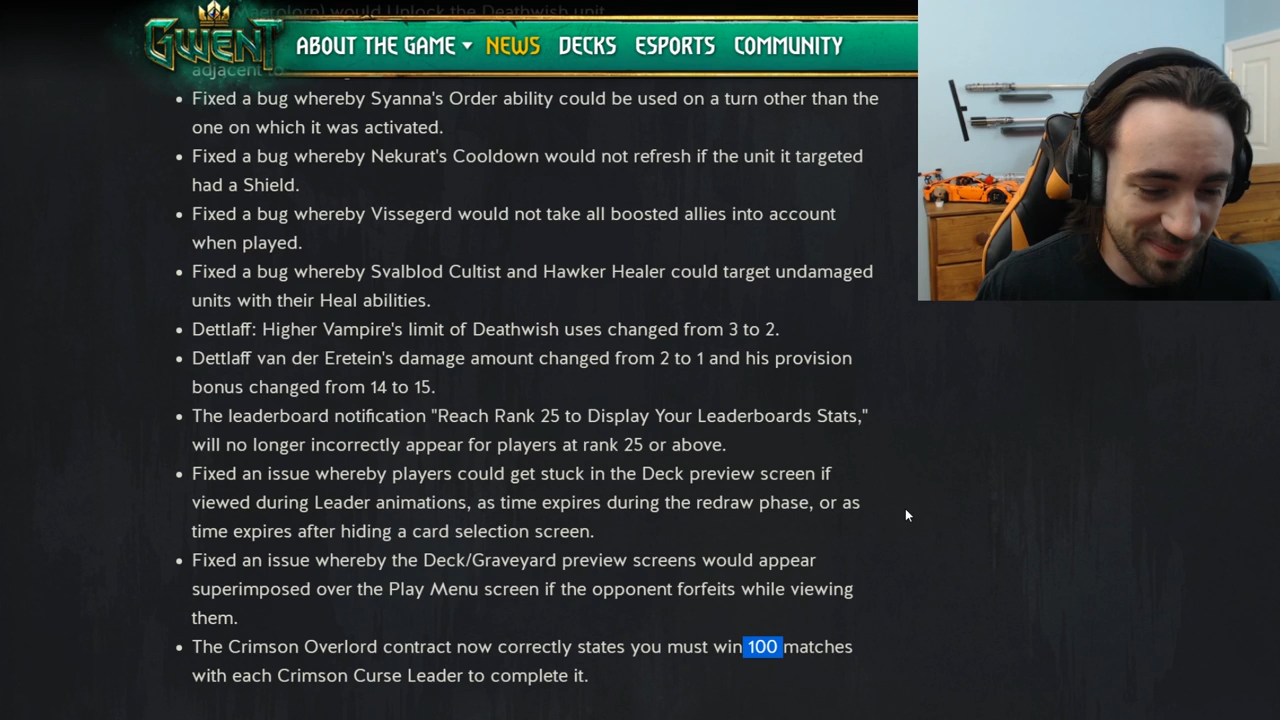 would Unlock the Deathwish unit
GWENT
ABOUT THE GAME NEWS DECKS ESPORTS COMMUNITY
adjacent to
• Fixed a bug whereby Syanna's Order ability could be used on a turn other than the
one on which it was activated.
• Fixed a bug whereby Nekurat's Cooldown would not refresh if the unit it targeted
had a Shield.
• Fixed a bug whereby Vissegerd would not take all boosted allies into account
when played.
• Fixed a bug whereby Svalblod Cultist and Hawker Healer could target undamaged
units with their Heal abilities.
• Dettlaff: Higher Vampire's limit of Deathwish uses changed from 3 to 2.
• Dettlaff van der Eretein's damage amount changed from 2 to 1 and his provision
bonus changed from 14 to 15.
• The leaderboard notification "Reach Rank 25 to Display Your Leaderboards Stats,"
will no longer incorrectly appear for players at rank 25 or above.
• Fixed an issue whereby players could get stuck in the Deck preview screen if
viewed during Leader animations, as time expires during the redraw phase, or as
time expires after hiding a card selection screen.
• Fixed an issue whereby the Deck/Graveyard preview screens would appear
superimposed over the Play Menu screen if the opponent forfeits while viewing
them.
• The Crimson Overlord contract now correctly states you must win 100 matches
with each Crimson Curse Leader to complete it.